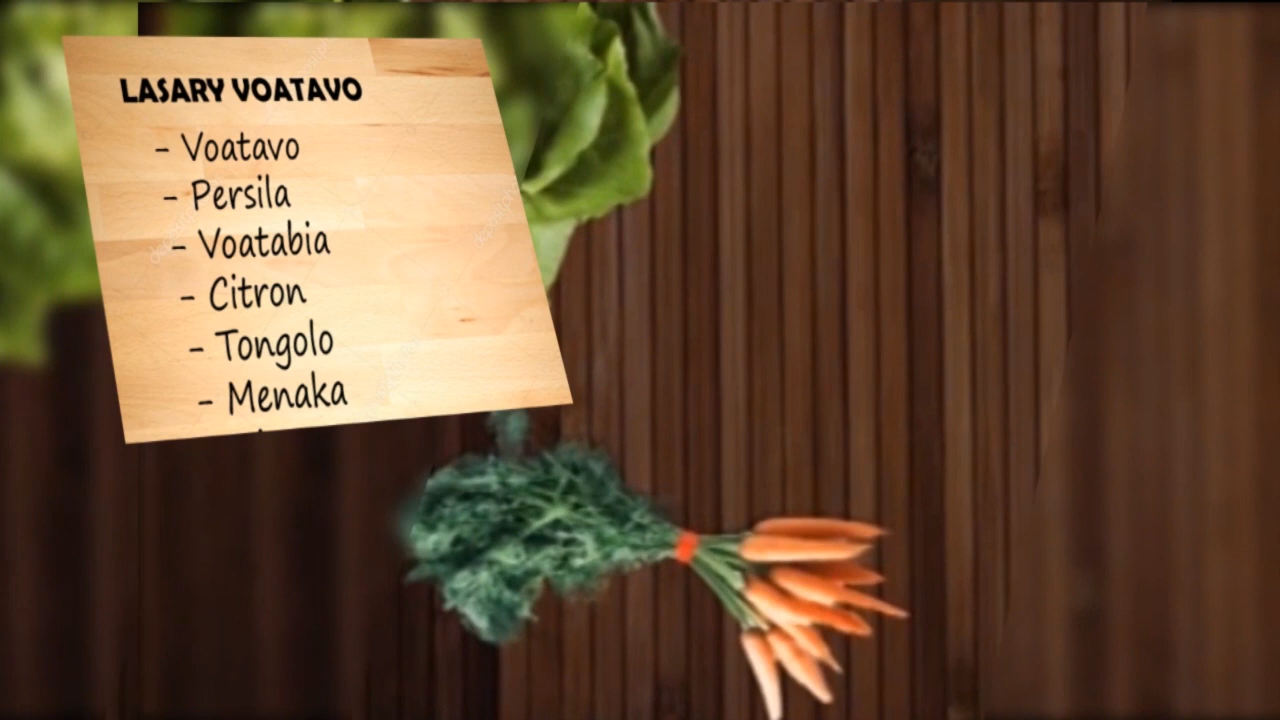 LASARY VOATAVO
- Voatavo
- Persila
- Voatabia
- Citron
- Tongolo
- Menaka